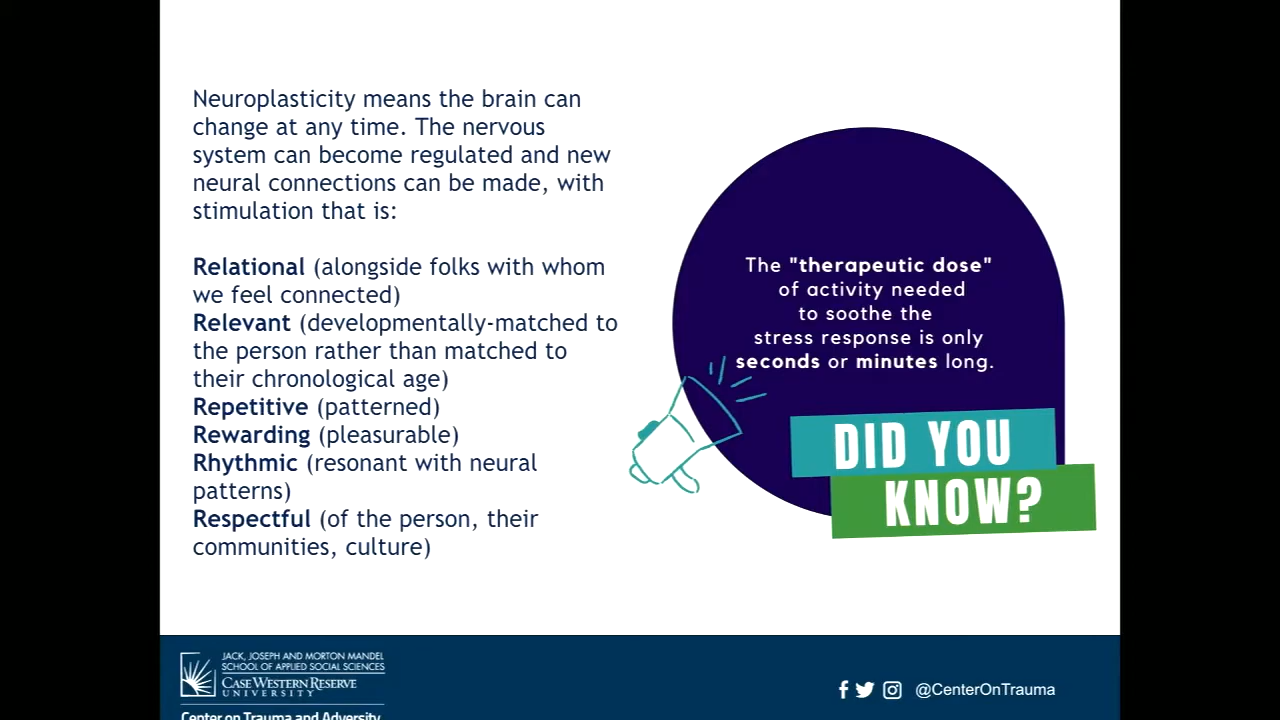 Neuroplasticity means the brain can
change at any time. The nervous
system can become regulated and new
neural connections can be made, with
stimulation that is:
Relational (alongside folks with whom
we feel connected)
Relevant (developmentally-matched to
the person rather than matched to
their chronological age)
Repetitive (patterned)
Rewarding (pleasurable)
Rhythmic (resonant with neural
patterns)
Respectful (of the person, their
communities, culture)
The "therapeutic dose"
of activity needed
to soothe the
stress response is only
seconds or minutes long.
DID YOU
KNOW?
JACK, JOSEPH AND MORTON MANDEL
SCHOOL OF APPLIED SOCIAL SCIENCES
CASE WESTERN RESERVE
UNIVERSITY
Center on Trauma and Adversity
@CenterOnTrauma